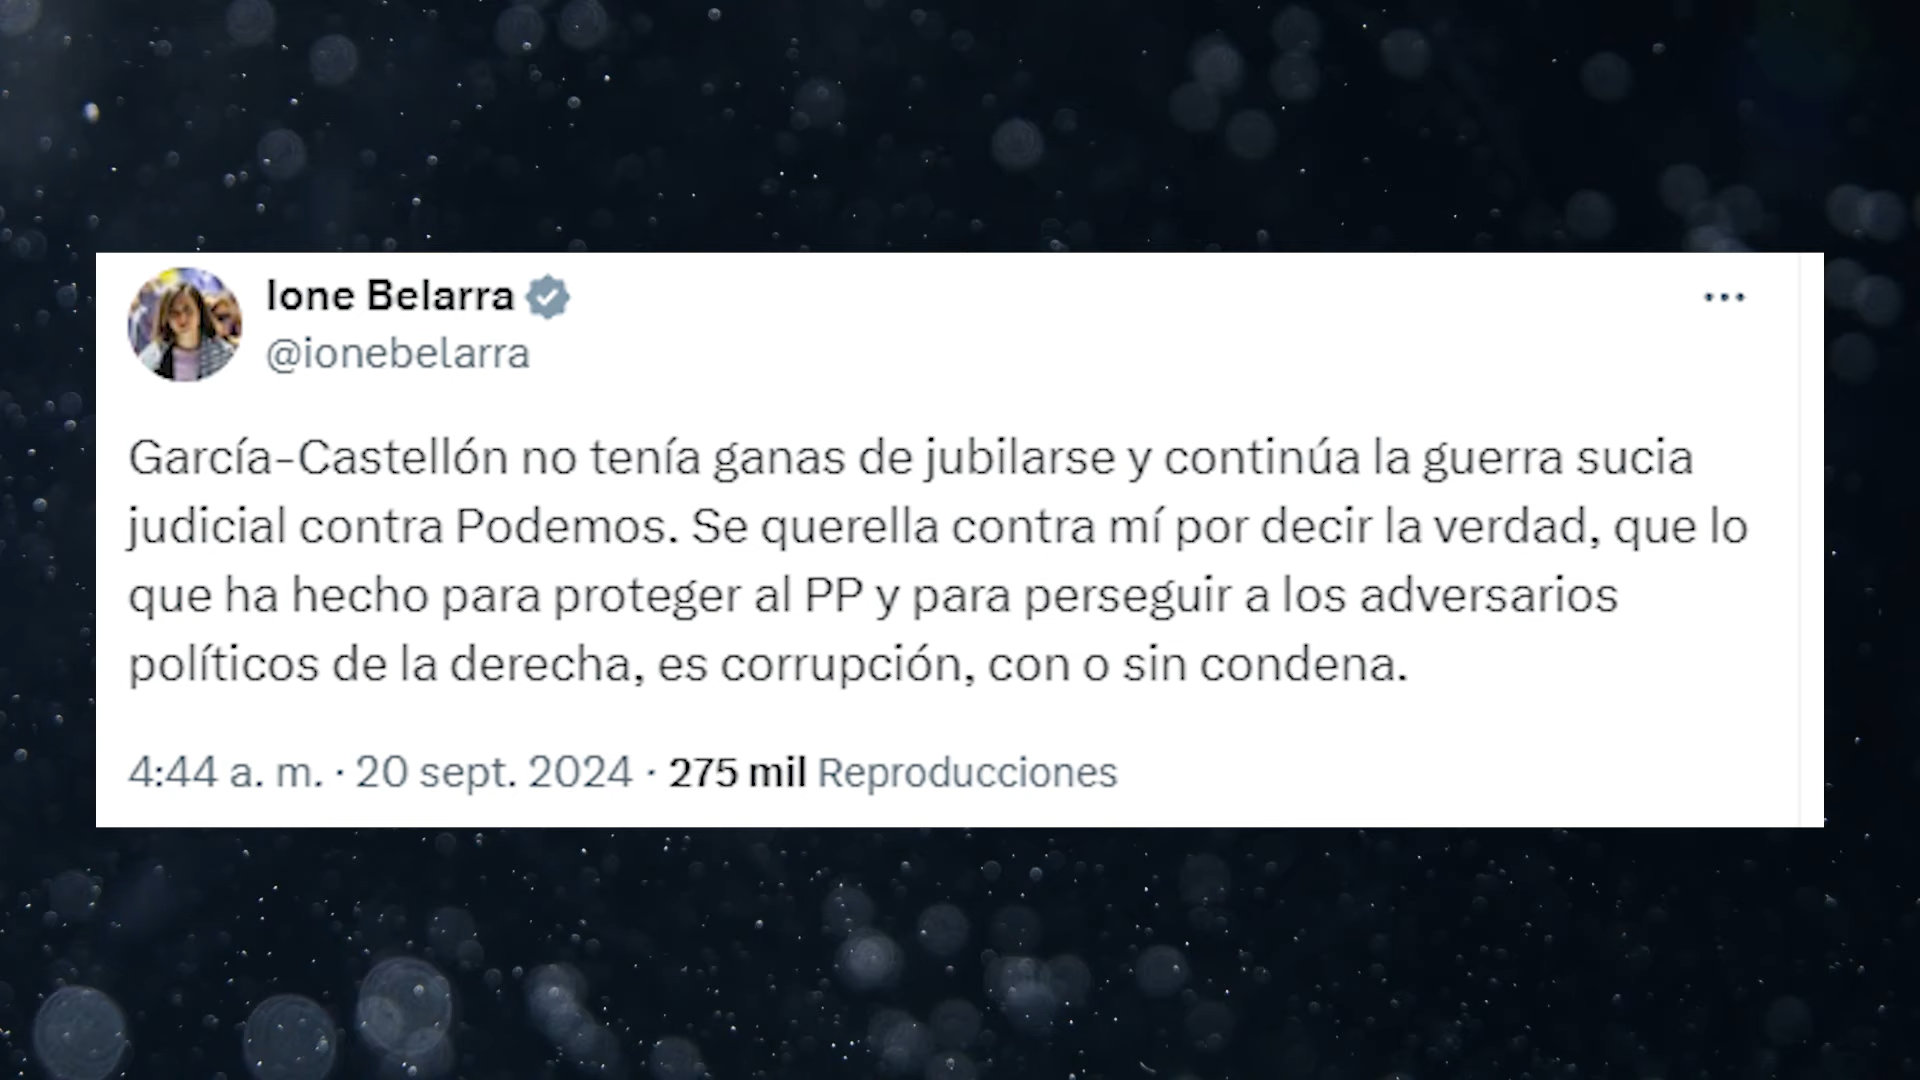 Ione Belarra
@ionebelarra
García-Castellón no tenía ganas de jubilarse y continúa la guerra sucia
judicial contra Podemos. Se querella contra mí por decir la verdad, que lo
que ha hecho para proteger al PP y para perseguir a los adversarios
políticos de la derecha, es corrupción, con o sin condena.
4:44 a. m. · 20 sept. 2024 · 275 mil Reproducciones